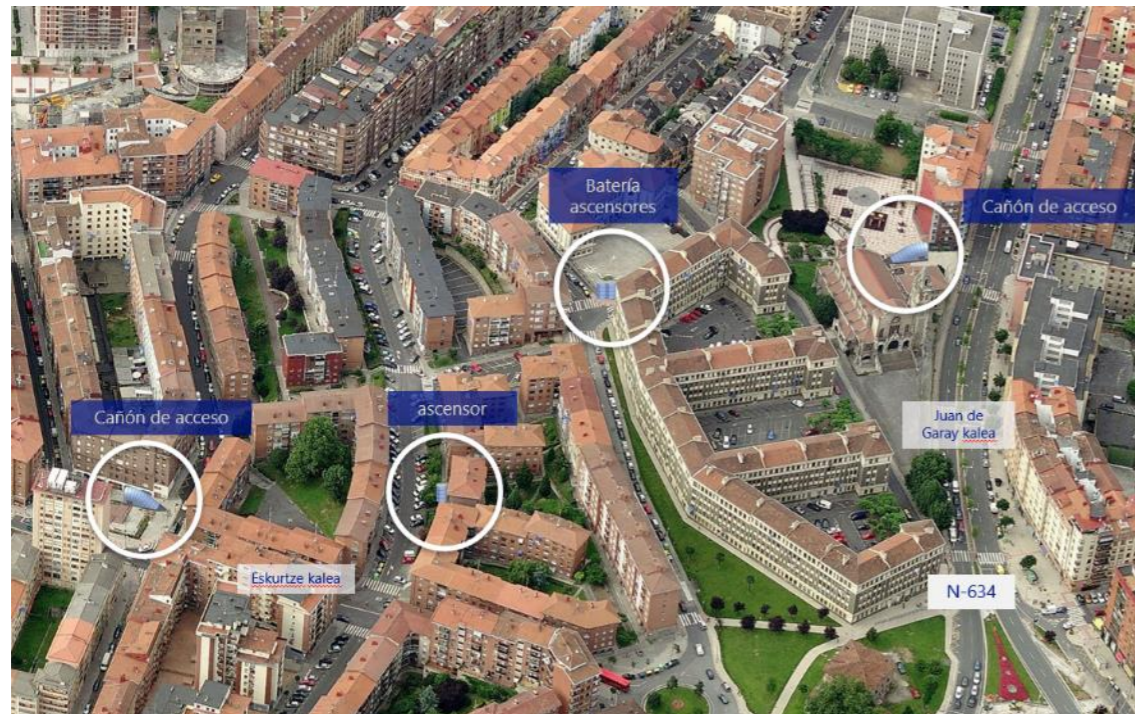 Batería
ascensores
Cañón de acceso
Cañón de acceso
ascensor
Juan de
Garay kalea
Eskurtze kalea
N-634